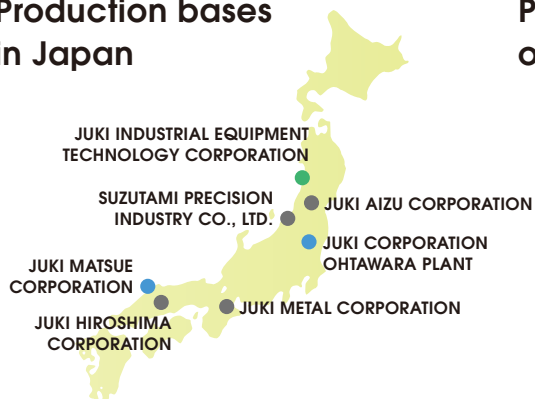 Production bases
in Japan
P
o
JUKI INDUSTRIAL EQUIPMENT
TECHNOLOGY CORPORATION
SUZUTAMI PRECISION
INDUSTRY CO., LTD.
JUKI AIZU CORPORATION
JUKI CORPORATION
OHTAWARA PLANT
JUKI MATSUE
CORPORATION
JUKI HIROSHIMA
CORPORATION
JUKI METAL CORPORATION